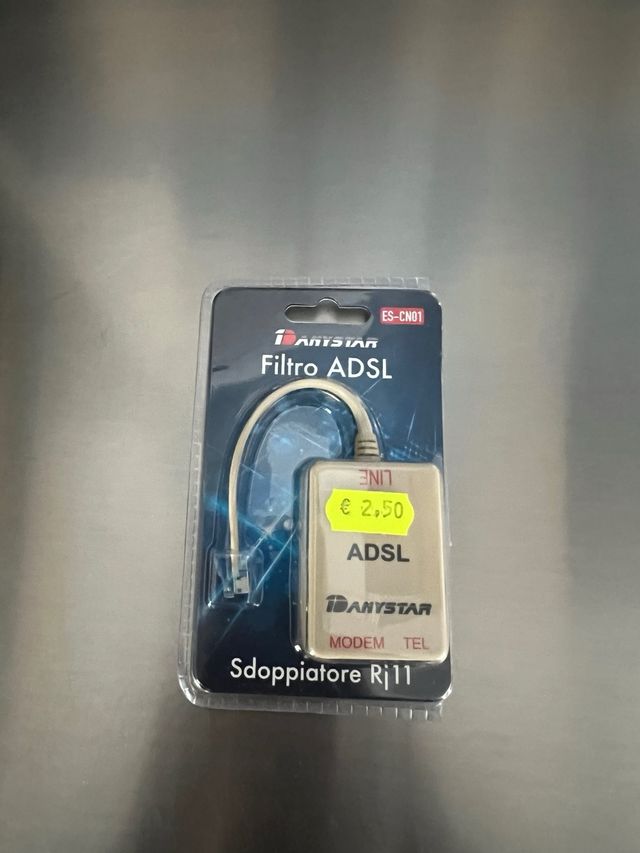 ES-CN01
DANYSTAR
Filtro ADSL
LINE
€ 2.50
ADSL
DANYSTAR
MODEM TEL
Sdoppiatore Rj11